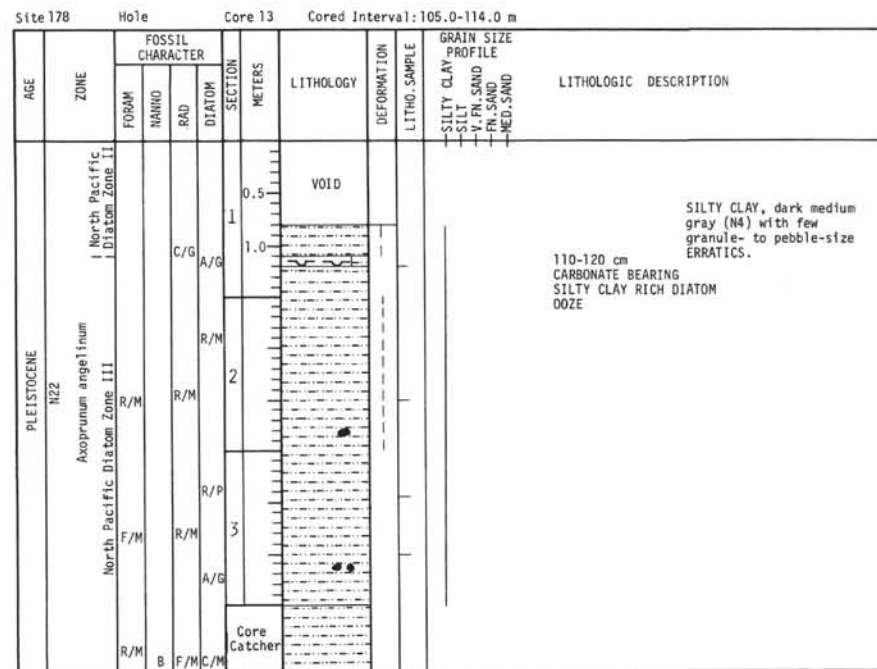 Site 178 Hole Core 13 Cored Interval: 105.0-114.0 m
AGE
ZONE
FOSSIL
CHARACTER
FORAM
NANNO
RAD
DIATOM
SECTION
METERS
LITHOLOGY
DEFORMATION
LITHO.SAMPLE
GRAIN SIZE
PROFILE
SILTY CLAY
SILT
V.FN.SAND
FN.SAND
MED.SAND
LITHOLOGIC DESCRIPTION
PLEISTOCENE
N22
Axoprunum angelinum
North Pacific
Diatom Zone II
North Pacific Diatom Zone III
R/M
F/M
R/M
B
C/G
R/M
R/M
F/M
A/G
R/M
R/P
A/G
C/M
1
2
3
0.5
1.0
VOID
Core
Catcher
110-120 cm
CARBONATE BEARING
SILTY CLAY RICH DIATOM
OOZE
SILTY CLAY, dark medium
gray (N4) with few
granule- to pebble-size
ERRATICS.